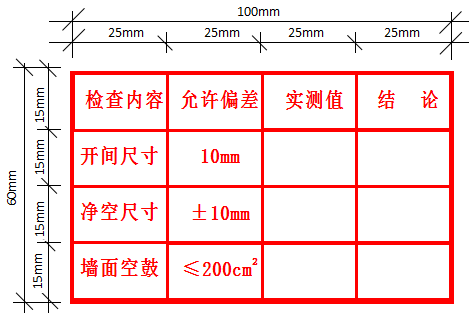 100mm
25mm 25mm 25mm 25mm
60mm
15mm 检查内容 允许偏差 实测值 结 论
15mm 开间尺寸 10mm
15mm 净空尺寸 ±10mm
15mm 墙面空鼓 ≤200cm²